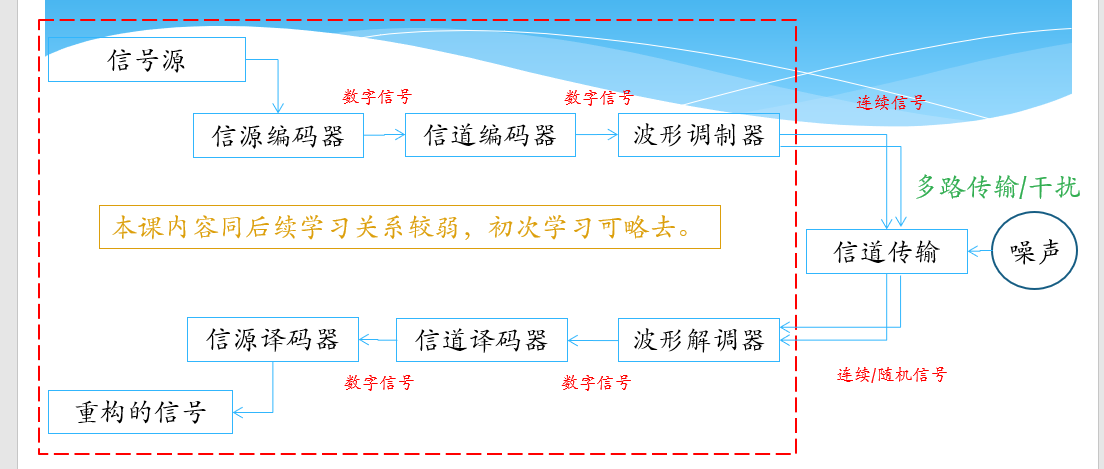 信号源
数字信号
数字信号
连续信号
信源编码器
信道编码器
波形调制器
多路传输/干扰
本课内容同后续学习关系较弱，初次学习可略去。
信道传输
噪声
信源译码器
信道译码器
波形解调器
数字信号
数字信号
连续/随机信号
重构的信号